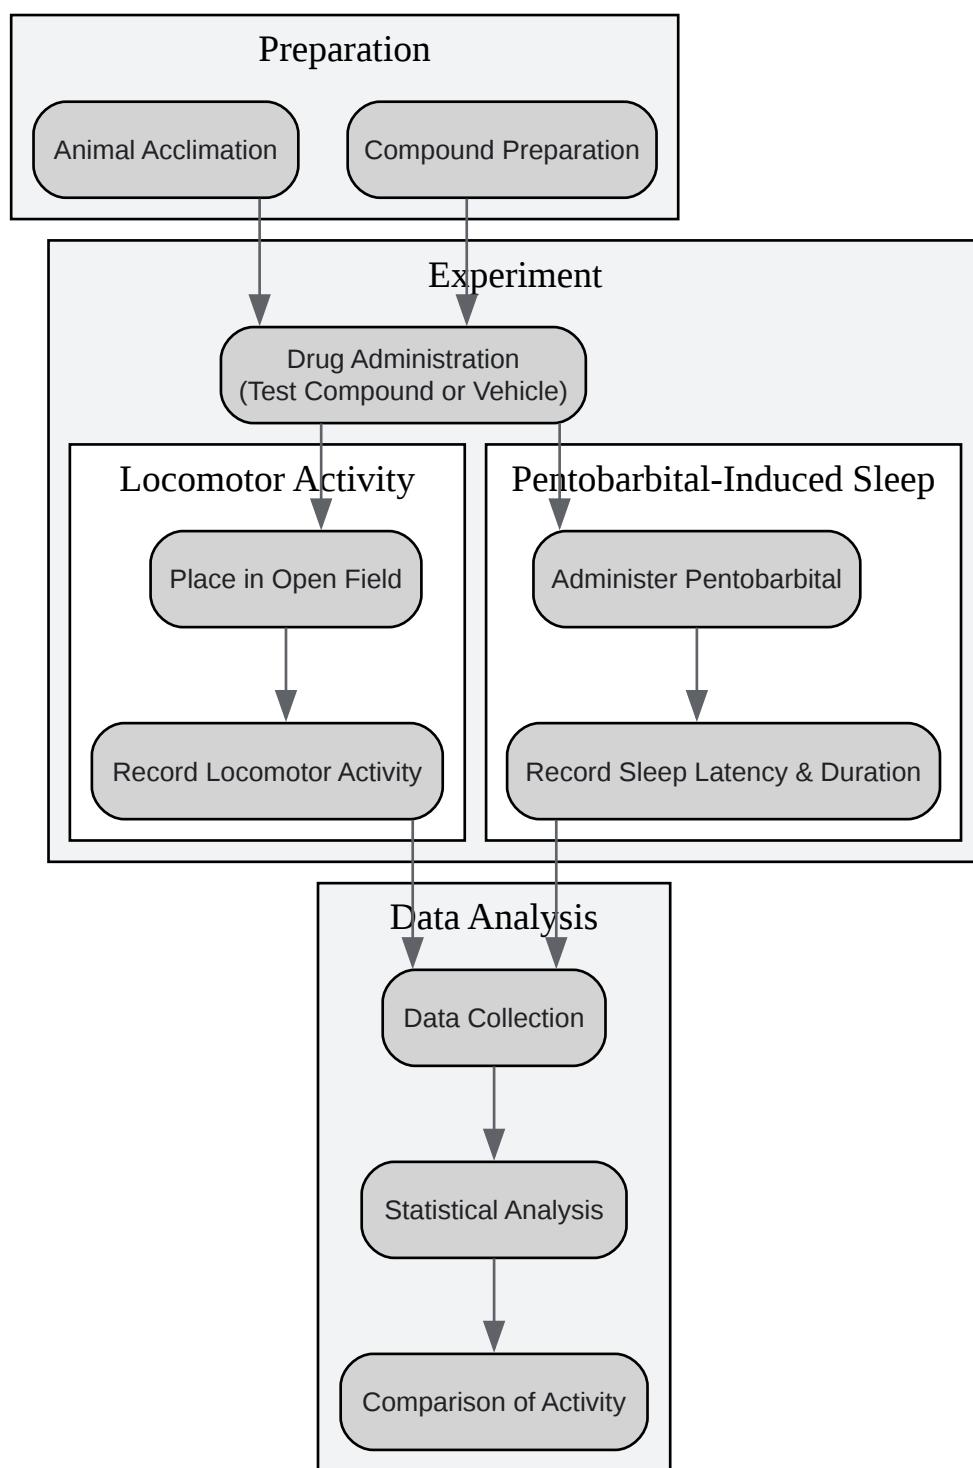 Preparation
Animal Acclimation
Compound Preparation
Experiment
Drug Administration
(Test Compound or Vehicle)
Locomotor Activity
Pentobarbital-Induced Sleep
Place in Open Field
Administer Pentobarbital
Record Locomotor Activity
Record Sleep Latency & Duration
Data Analysis
Data Collection
Statistical Analysis
Comparison of Activity